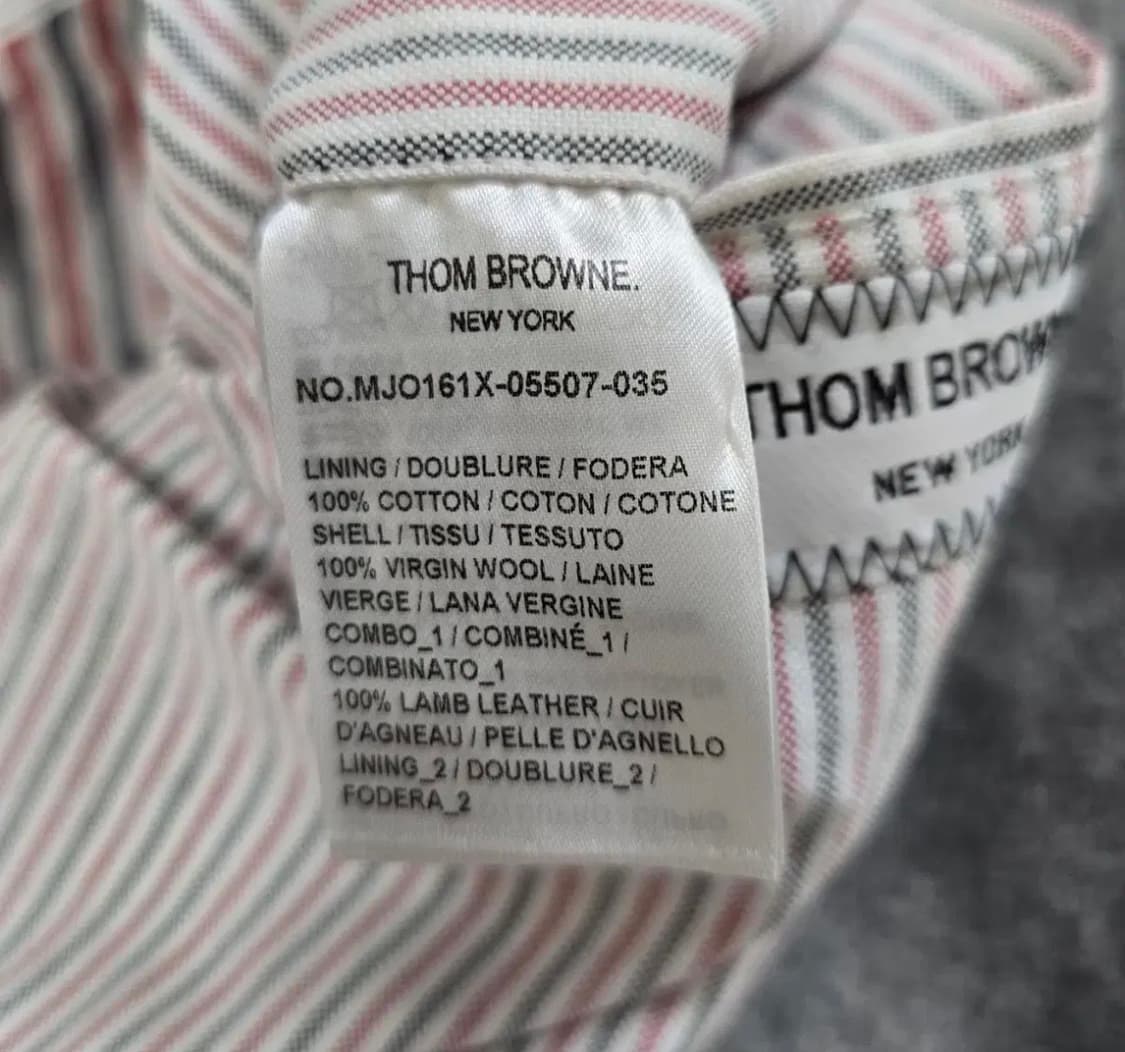 THOM BROWNE.
NEW YORK
NO.MJO161X-05507-035
LINING / DOUBLURE / FODERA
100% COTTON / COTON / COTONE
SHELL / TISSU / TESSUTO
100% VIRGIN WOOL / LAINE
VIERGE / LANA VERGINE
COMBO_1 / COMBINÉ_1 /
COMBINATO_1
100% LAMB LEATHER / CUIR
D'AGNEAU / PELLE D'AGNELLO
LINING_2 / DOUBLURE_2 /
FODERA_2
THOM BROW
NEW YORK